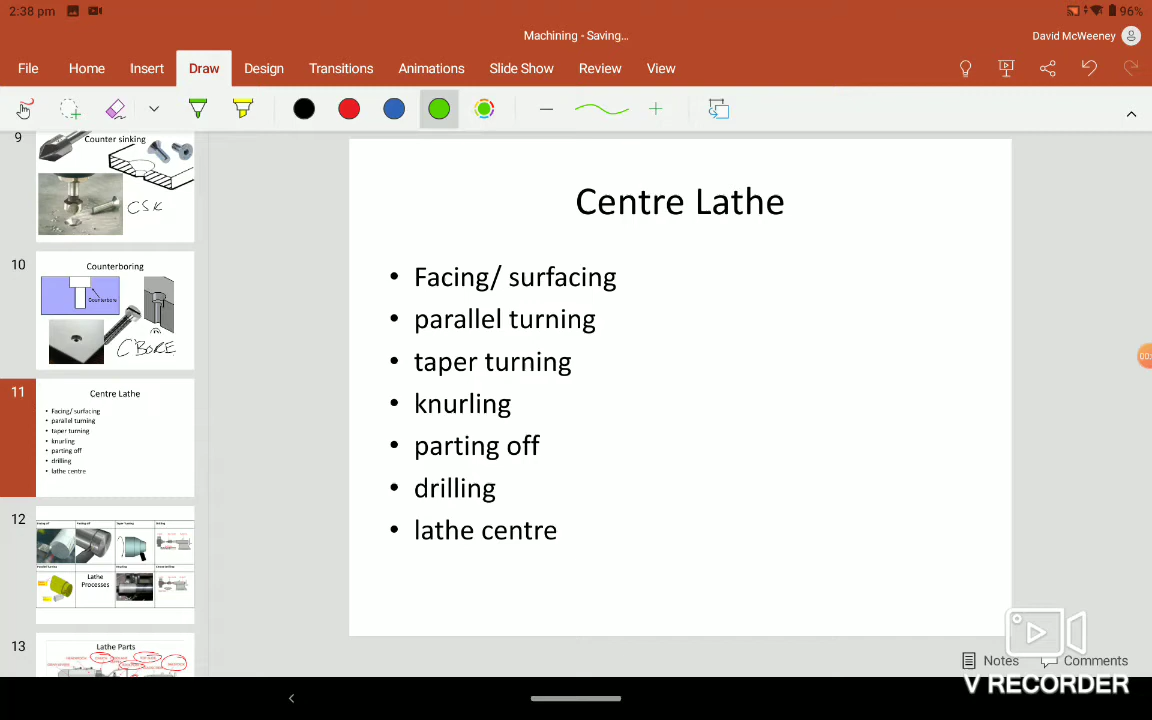 2:38 pm
96%
Machining - Saving...
David McWeeney
File
Home
Insert
Draw
Design
Transitions
Animations
Slide Show
Review
View
9
Counter sinking
CSK
10
Counterboring
Counterbore
C'BORE
11
Centre Lathe
• Facing/ surfacing
• parallel turning
• taper turning
• knurling
• parting off
• drilling
• lathe centre
12
Lathe
Processes
13
Lathe Parts
Centre Lathe
• Facing/ surfacing
• parallel turning
• taper turning
• knurling
• parting off
• drilling
• lathe centre
Notes
Comments
V RECORDER